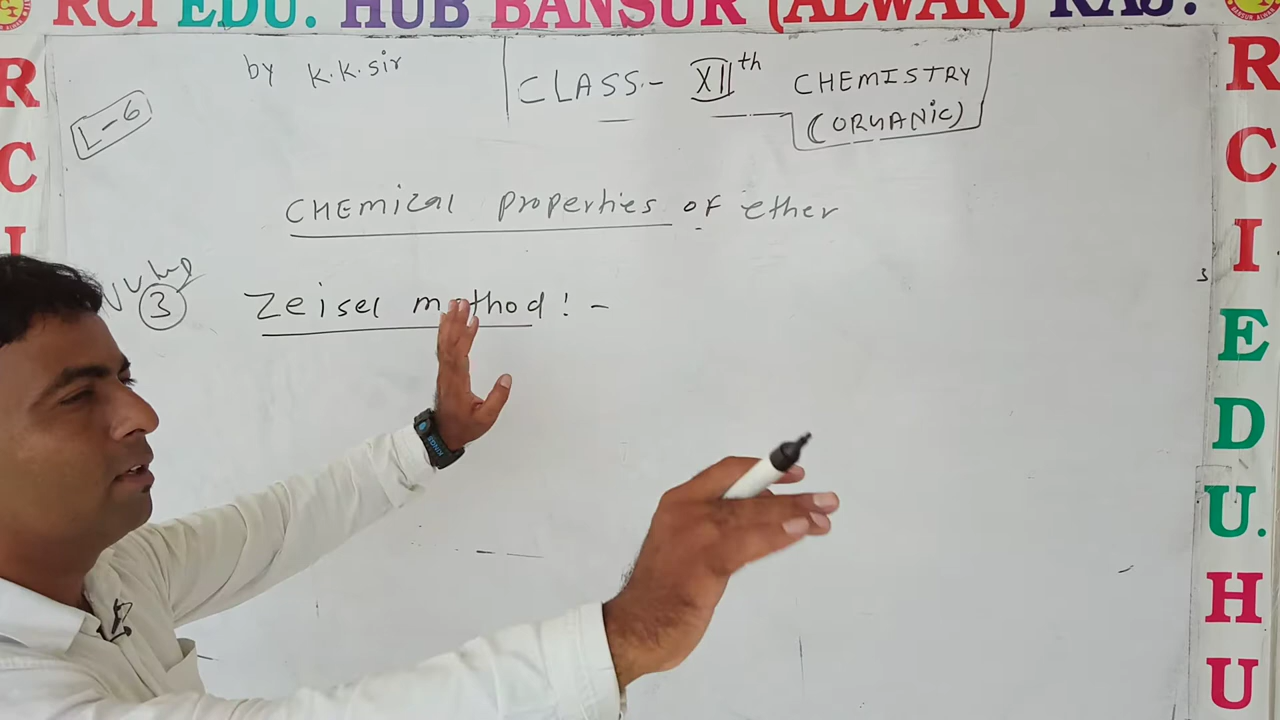 RCI EDU. HUB BANSUR (ALWAR) RAJ.
by K.K.sir
CLASS:- XIIth CHEMISTRY
(ORGANIC)
L-6
CHEMICAL properties of ether
VVImp
3 Zeisel method :-
R
C
I
R
C
I
E
D
U.
H
U